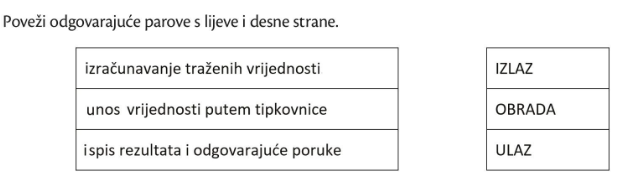 Poveži odgovarajuće parove s lijeve i desne strane.
izračunavanje traženih vrijednosti
IZLAZ
unos vrijednosti putem tipkovnice
OBRADA
ispis rezultata i odgovarajuće poruke
ULAZ